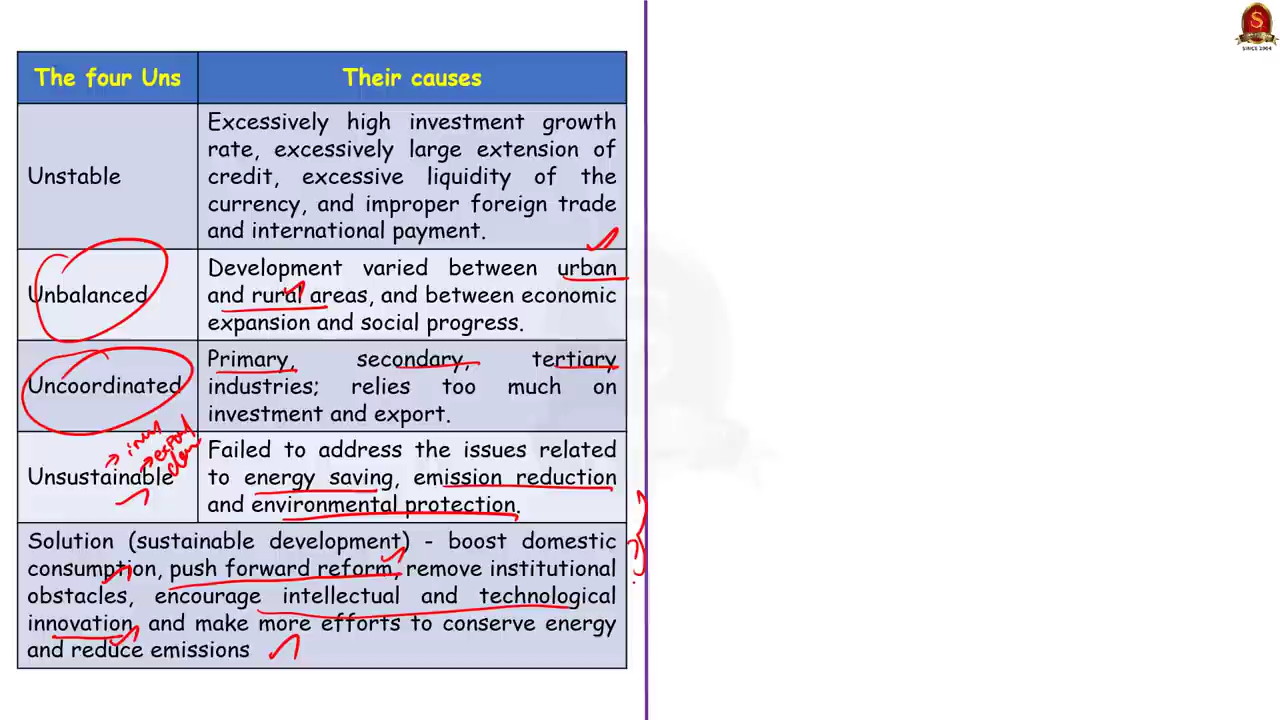 The four Uns
Their causes
Unstable
Excessively high investment growth
rate, excessively large extension of
credit, excessive liquidity of the
currency, and improper foreign trade
and international payment.
Unbalanced
Development varied between urban
and rural areas, and between economic
expansion and social progress.
Uncoordinated
Primary, secondary, tertiary
industries; relies too much on
investment and export.
Unsustainable
Failed to address the issues related
to energy saving, emission reduction
and environmental protection.
Solution (sustainable development) - boost domestic
consumption, push forward reform, remove institutional
obstacles, encourage intellectual and technological
innovation, and make more efforts to conserve energy
and reduce emissions
S
SINCE 2004